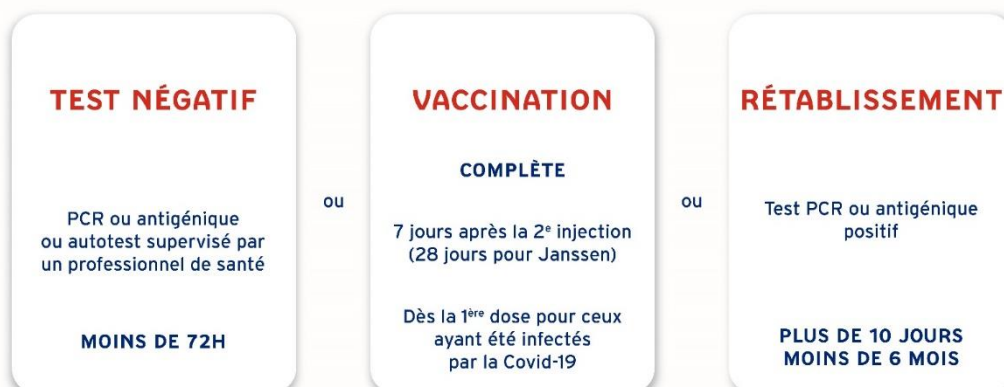 TEST NÉGATIF
PCR ou antigénique
ou autotest supervisé par
un professionnel de santé
MOINS DE 72H
ou
VACCINATION
COMPLÈTE
7 jours après la 2e injection
(28 jours pour Janssen)
Dès la 1ère dose pour ceux
ayant été infectés
par la Covid-19
ou
RÉTABLISSEMENT
Test PCR ou antigénique
positif
PLUS DE 10 JOURS
MOINS DE 6 MOIS